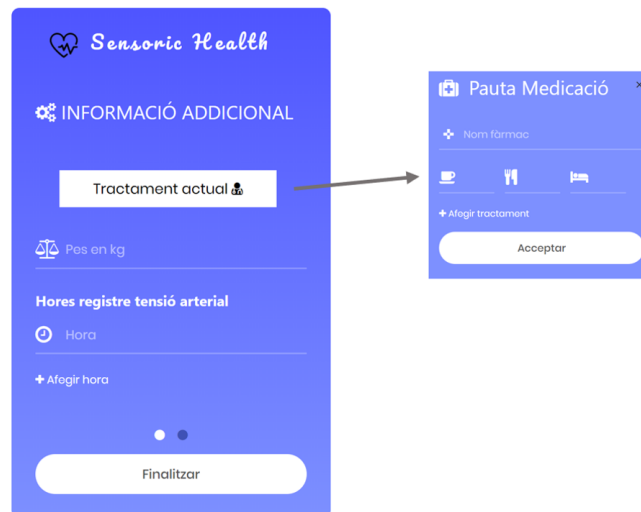 Sensoric Health
INFORMACIÓ ADDICIONAL
Tractament actual
Pes en kg
Hores registre tensió arterial
Hora
+ Afegir hora
Finalitzar
Pauta Medicació
×
Nom fàrmac
+ Afegir tractament
Acceptar